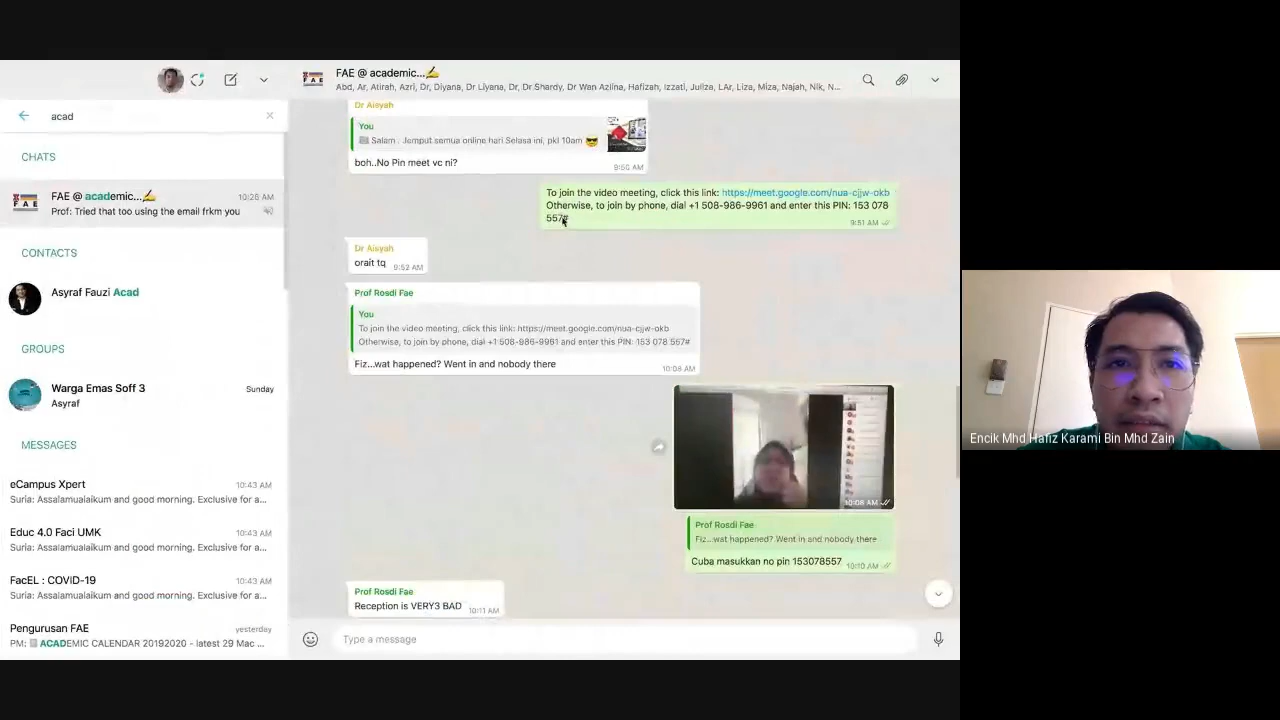 acad
CHATS
FAE @ academic...✍
10:26 AM
Prof: Tried that too using the email frkm you
CONTACTS
Asyraf Fauzi Acad
GROUPS
Warga Emas Soff 3
Sunday
Asyraf
MESSAGES
eCampus Xpert
10:43 AM
Suria: Assalamualaikum and good morning. Exclusive for a...
Educ 4.0 Faci UMK
10:43 AM
Suria: Assalamualaikum and good morning. Exclusive for a...
FacEL : COVID-19
10:43 AM
Suria: Assalamualaikum and good morning. Exclusive for a...
Pengurusan FAE
yesterday
PM: ACADEMIC CALENDAR 20192020 - latest 29 Mac ...
FAE
FAE @ academic...✍
Abd, Ar, Atirah, Azri, Dr, Diyana, Dr Liyana, Dr, Dr Shardy, Dr Wan Azlina, Hafizah, Izzati, Juliza, LAr, Liza, Miza, Najah, Nik, N...
Dr Aisyah
You
Salam . Jemput semua online hari Selasa ini, pkl 10am 😎
boh..No Pin meet vc ni?
9:50 AM
To join the video meeting, click this link: https://meet.google.com/nua-cjjw-okb
Otherwise, to join by phone, dial +1 508-986-9961 and enter this PIN: 153 078
557#
9:51 AM
Dr Aisyah
orait tq
9:52 AM
Prof Rosdi Fae
You
To join the video meeting, click this link: https://meet.google.com/nua-cjjw-okb
Otherwise, to join by phone, dial +1 508-986-9961 and enter this PIN: 153 078 557#
Fiz...wat happened? Went in and nobody there
10:08 AM
10:08 AM
Prof Rosdi Fae
Fiz...wat happened? Went in and nobody there
Cuba masukkan no pin 153078557
10:10 AM
Prof Rosdi Fae
Reception is VERY3 BAD
10:11 AM
Type a message
Encik Mhd Hafiz Karami Bin Mhd Zain